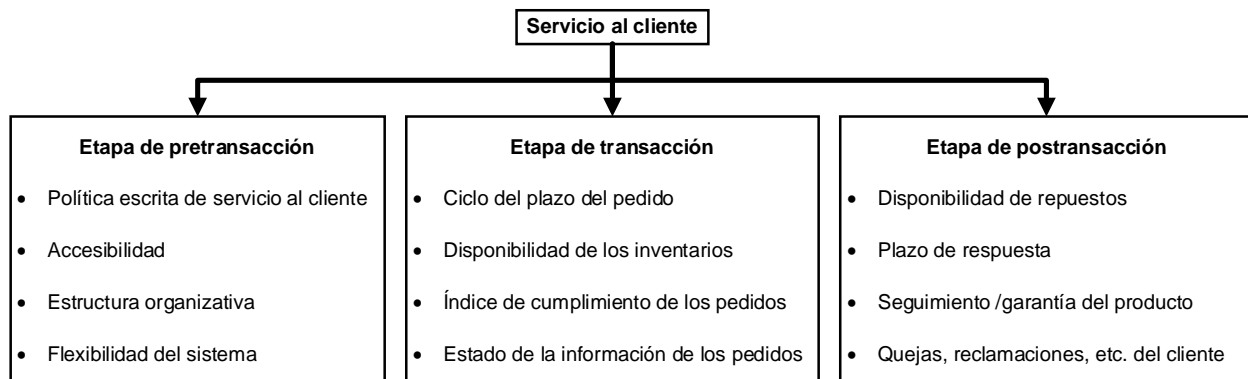 Servicio al cliente
Etapa de pretransacción
• Política escrita de servicio al cliente
• Accesibilidad
• Estructura organizativa
• Flexibilidad del sistema
Etapa de transacción
• Ciclo del plazo del pedido
• Disponibilidad de los inventarios
• Índice de cumplimiento de los pedidos
• Estado de la información de los pedidos
Etapa de postransacción
• Disponibilidad de repuestos
• Plazo de respuesta
• Seguimiento /garantía del producto
• Quejas, reclamaciones, etc. del cliente